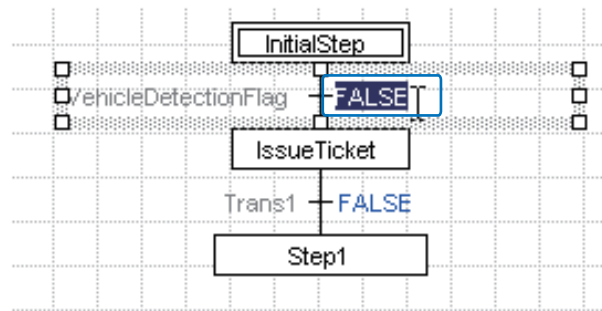 InitialStep
VehicleDetectionFlag FALSE
IssueTicket
Trans1 FALSE
Step1